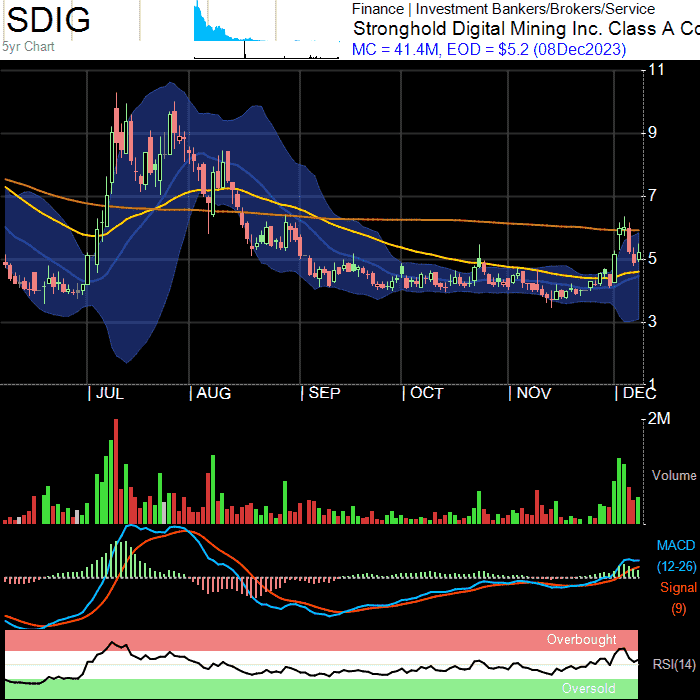 SDIG
5yr Chart
Finance | Investment Bankers/Brokers/Service
Stronghold Digital Mining Inc. Class A Co
MC = 41.4M, EOD = $5.2 (08Dec2023)
11
9
7
5
3
1
| JUL | AUG | SEP | OCT | NOV | DEC
2M
Volume
MACD
(12-26)
Signal
(9)
Overbought
RSI(14)
Oversold